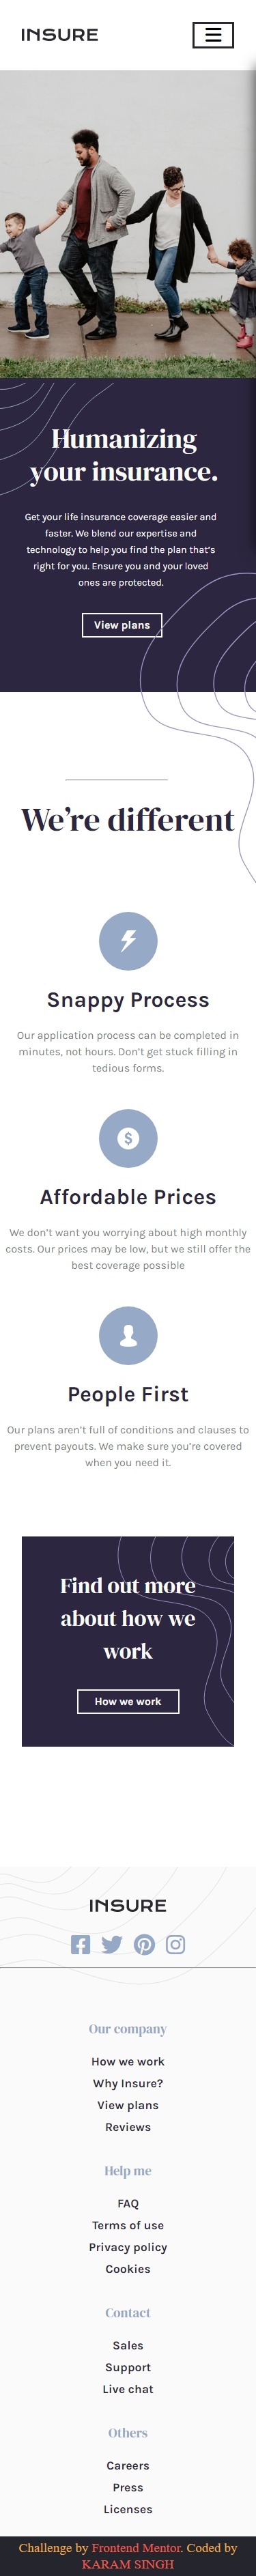 INSURE
Humanizing
your insurance.
Get your life insurance coverage easier and
faster. We blend our expertise and
technology to help you find the plan that’s
right for you. Ensure you and your loved
ones are protected.
View plans
We’re different
Snappy Process
Our application process can be completed in
minutes, not hours. Don’t get stuck filling in
tedious forms.
Affordable Prices
We don’t want you worrying about high monthly
costs. Our prices may be low, but we still offer the
best coverage possible
People First
Our plans aren’t full of conditions and clauses to
prevent payouts. We make sure you’re covered
when you need it.
Find out more
about how we
work
How we work
INSURE
Our company
How we work
Why Insure?
View plans
Reviews
Help me
FAQ
Terms of use
Privacy policy
Cookies
Contact
Sales
Support
Live chat
Others
Careers
Press
Licenses
Challenge by Frontend Mentor. Coded by
KARAM SINGH